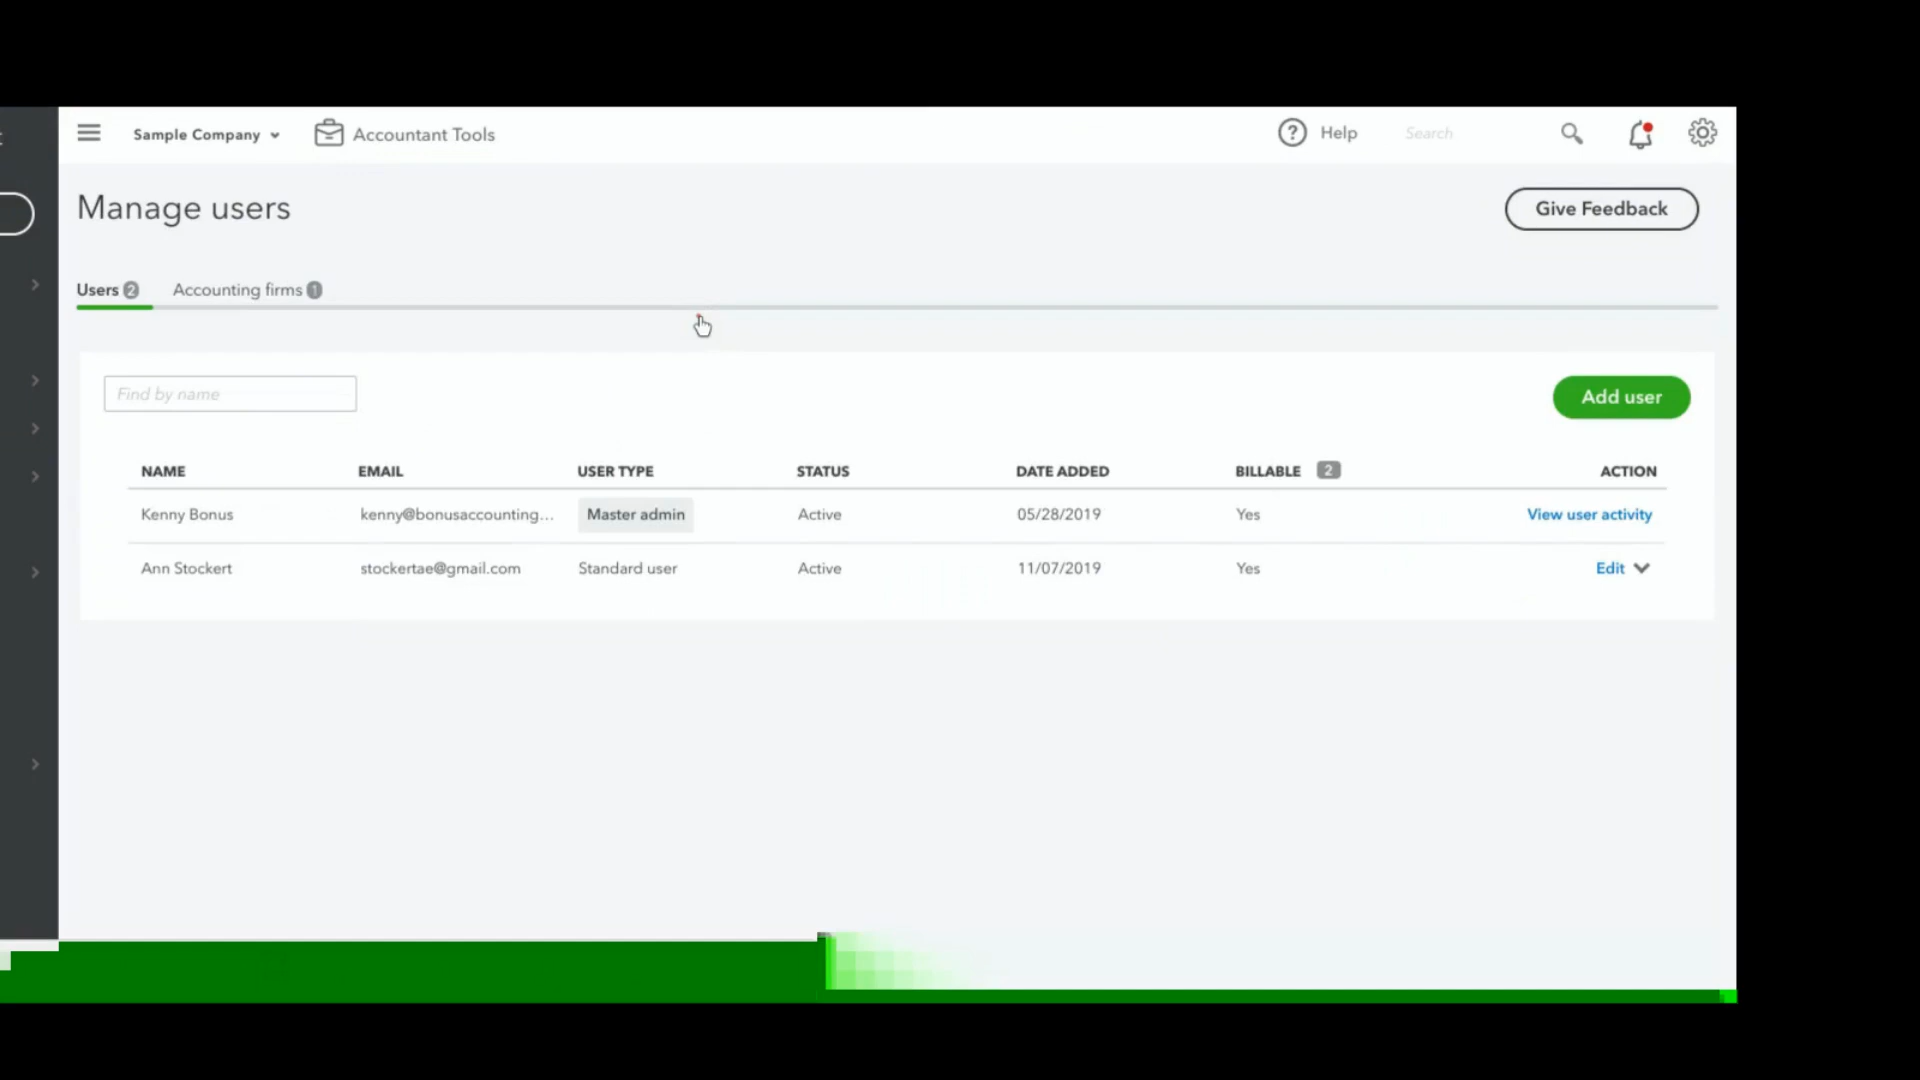 Sample Company
Accountant Tools
Help
Search
Manage users
Give Feedback
Users 2
Accounting firms 1
Find by name
Add user
NAME EMAIL USER TYPE STATUS DATE ADDED BILLABLE 2 ACTION
Kenny Bonus kenny@bonusaccounting... Master admin Active 05/28/2019 Yes View user activity
Ann Stockert stockertae@gmail.com Standard user Active 11/07/2019 Yes Edit